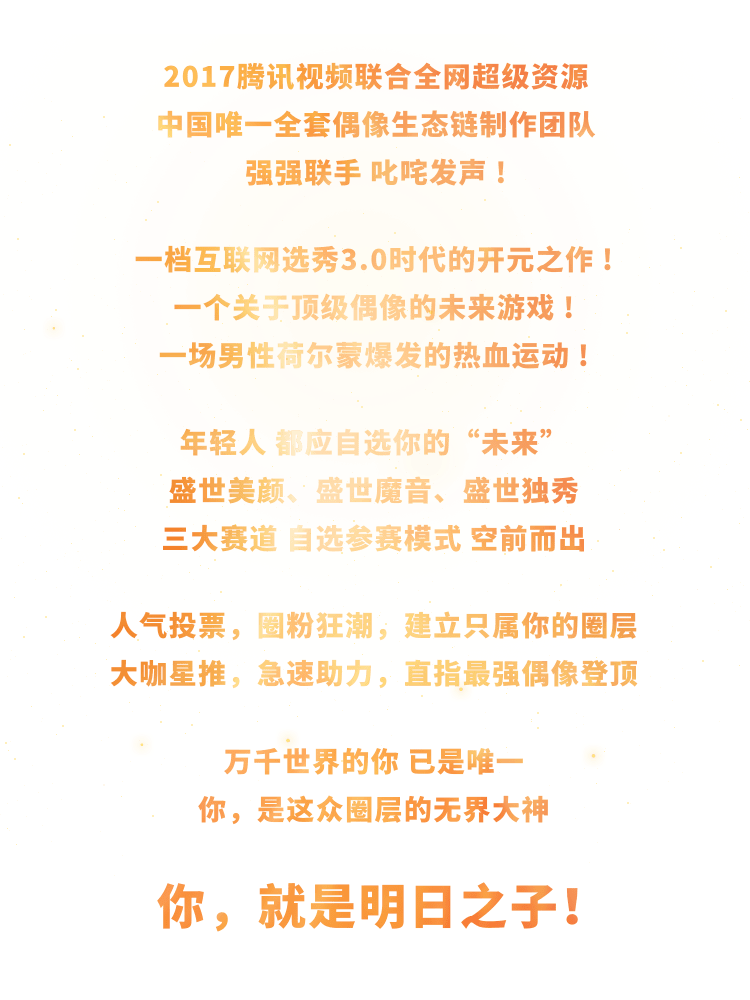 2017腾讯视频联合全网超级资源
中国唯一全套偶像生态链制作团队
强强联手 叱咤发声！
一档互联网选秀3.0时代的开元之作！
一个关于顶级偶像的未来游戏！
一场男性荷尔蒙爆发的热血运动！
年轻人 都应自选你的“未来”
盛世美颜、盛世魔音、盛世独秀
三大赛道 自选参赛模式 空前而出
人气投票，圈粉狂潮，建立只属你的圈层
大咖星推，急速助力，直指最强偶像登顶
万千世界的你 已是唯一
你，是这众圈层的无界大神
你，就是明日之子！